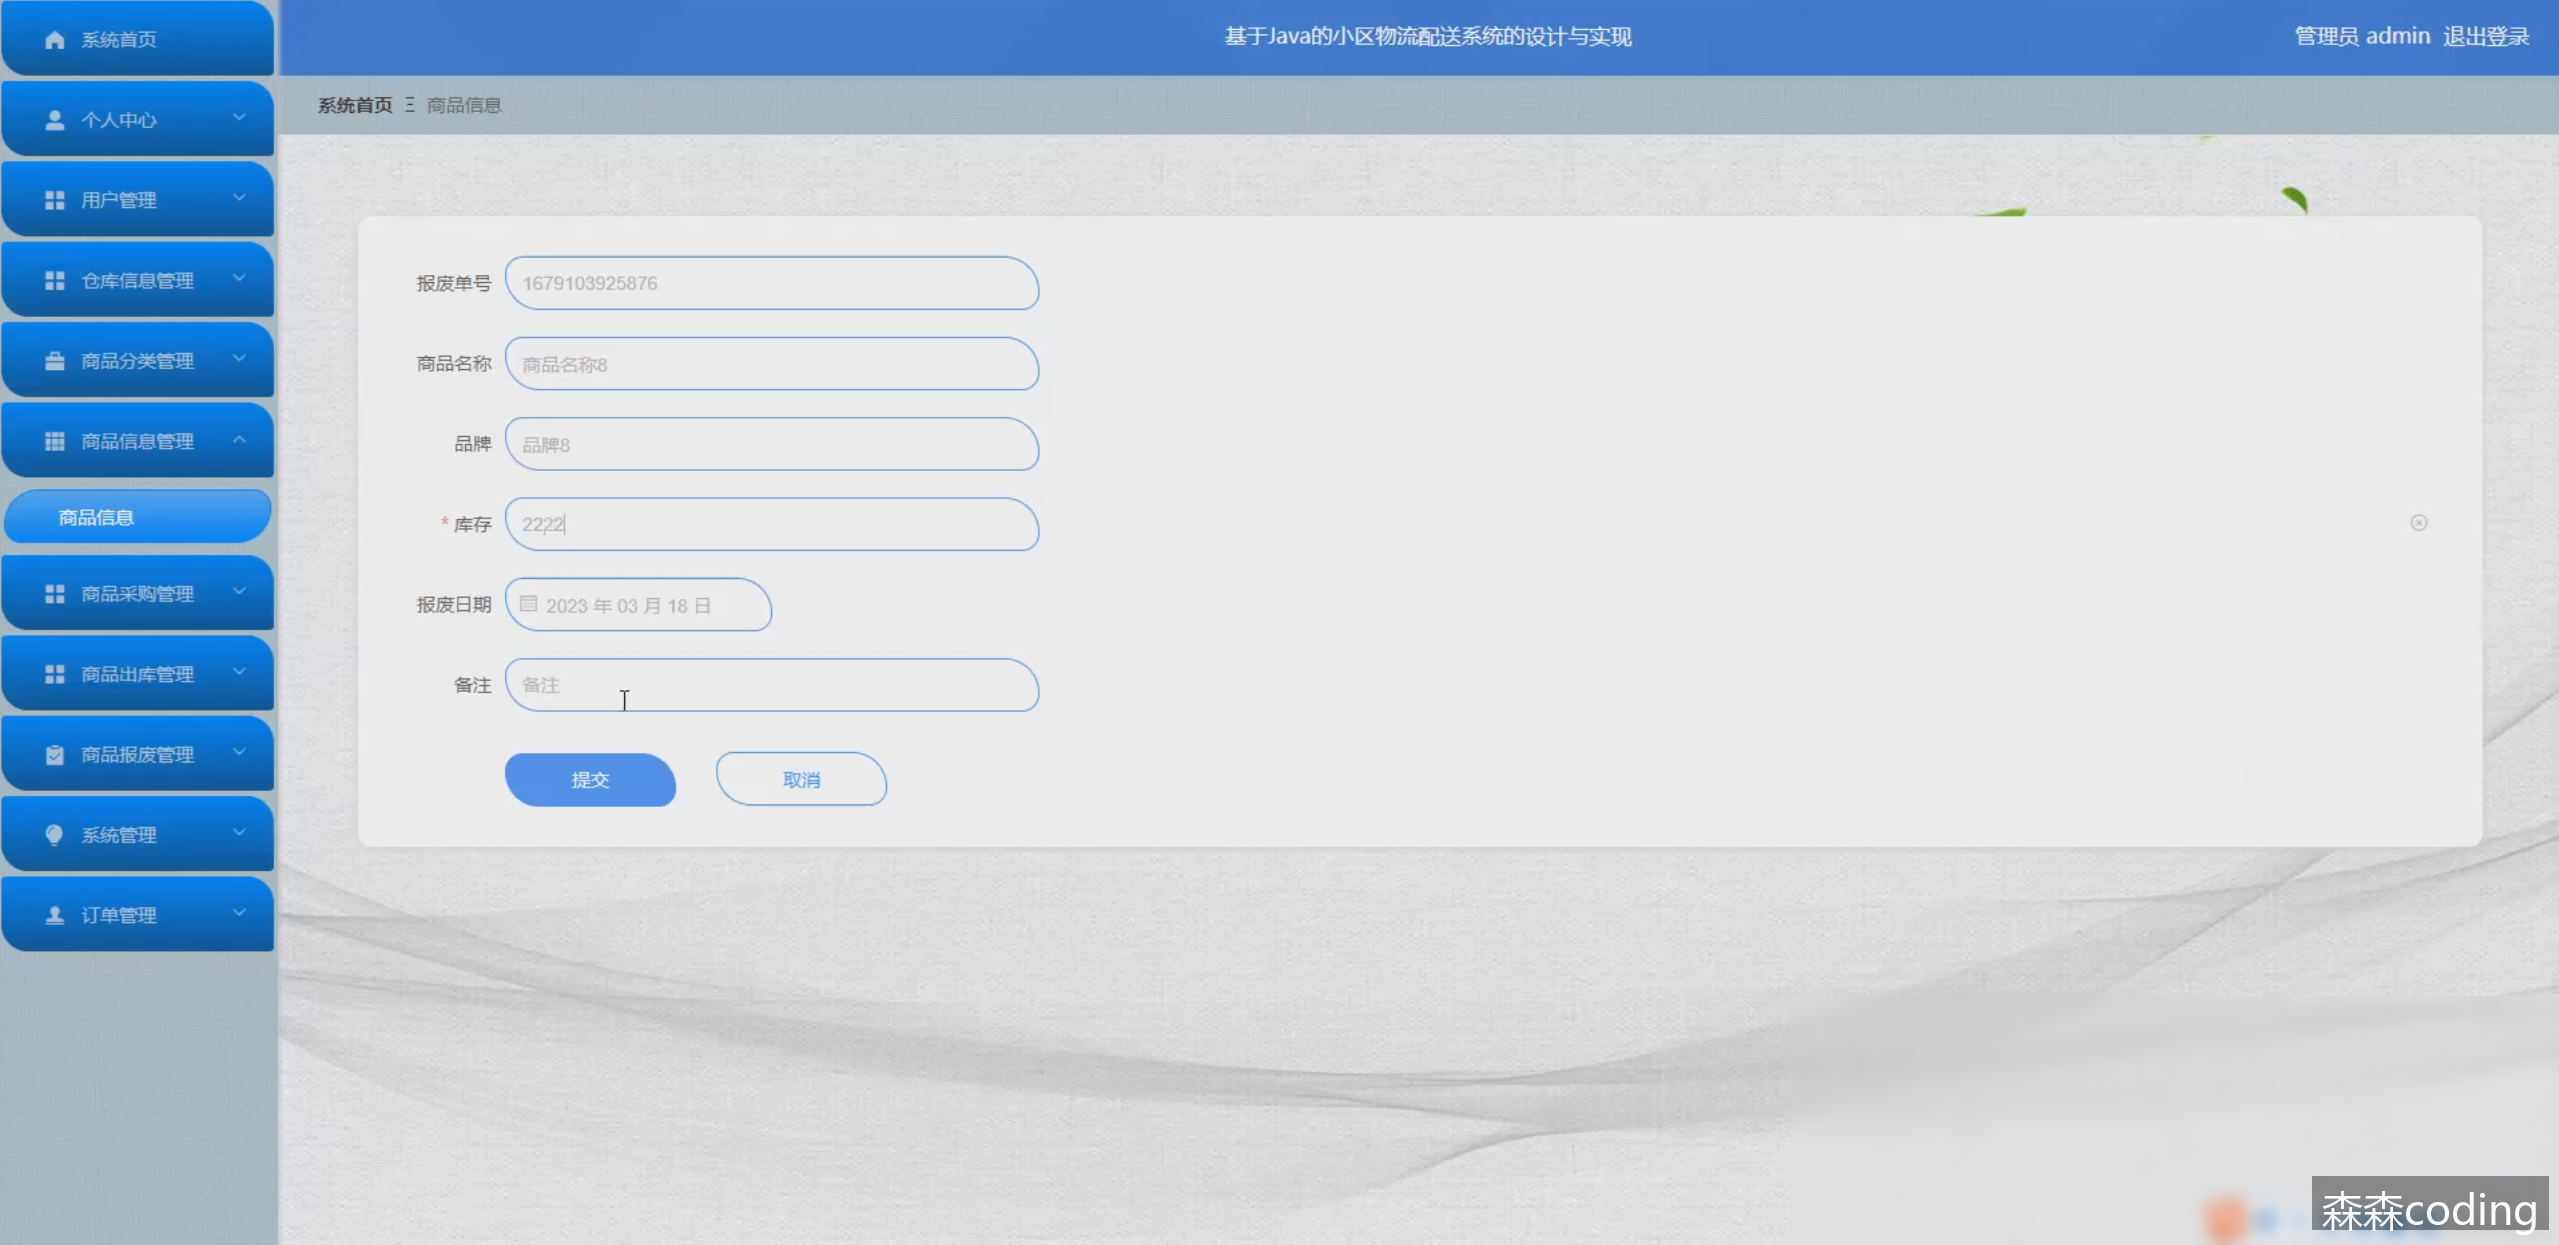 基于Java的小区物流配送系统的设计与实现
管理员 admin 退出登录
系统首页
个人中心
用户管理
仓库信息管理
商品分类管理
商品信息管理
商品信息
商品采购管理
商品出库管理
商品报废管理
系统管理
订单管理
系统首页 Ξ 商品信息
报废单号 1679103925876
商品名称 商品名称8
品牌 品牌8
* 库存 2222
报废日期 2023 年 03 月 18 日
备注 备注
提交 取消
森森coding